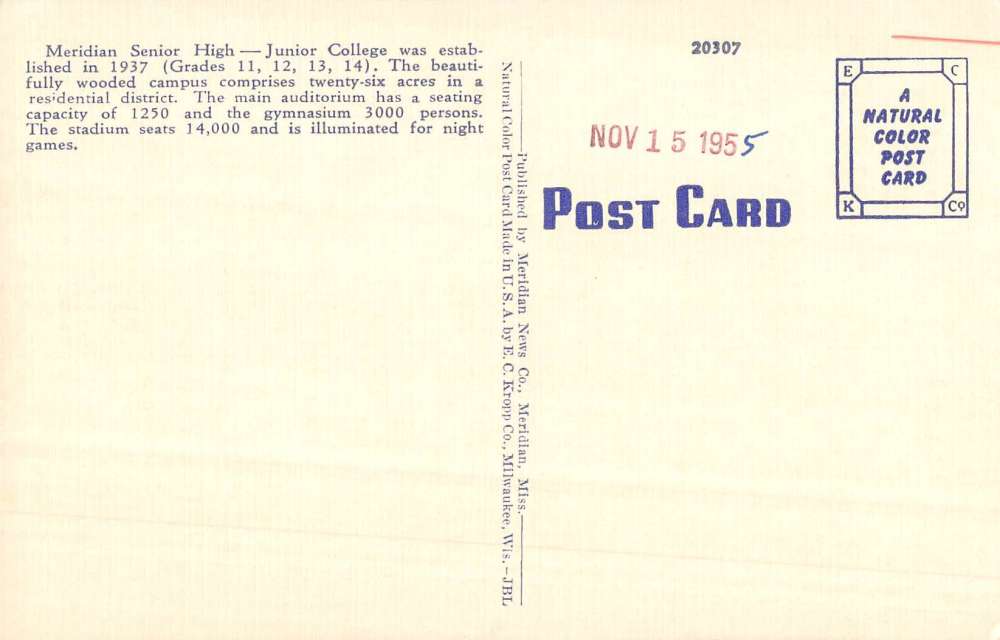 Meridian Senior High — Junior College was estab-
lished in 1937 (Grades 11, 12, 13, 14). The beauti-
fully wooded campus comprises twenty-six acres in a
residential district. The main auditorium has a seating
capacity of 1250 and the gymnasium 3000 persons.
The stadium seats 14,000 and is illuminated for night
games.
Published by Meridian News Co., Meridian, Miss.
Natural Color Post Card Made in U. S. A. by E. C. Kropp Co., Milwaukee, Wis. – JBL
20307
NOV 15 1955
POST CARD
E C
A
NATURAL
COLOR
POST
CARD
K Co